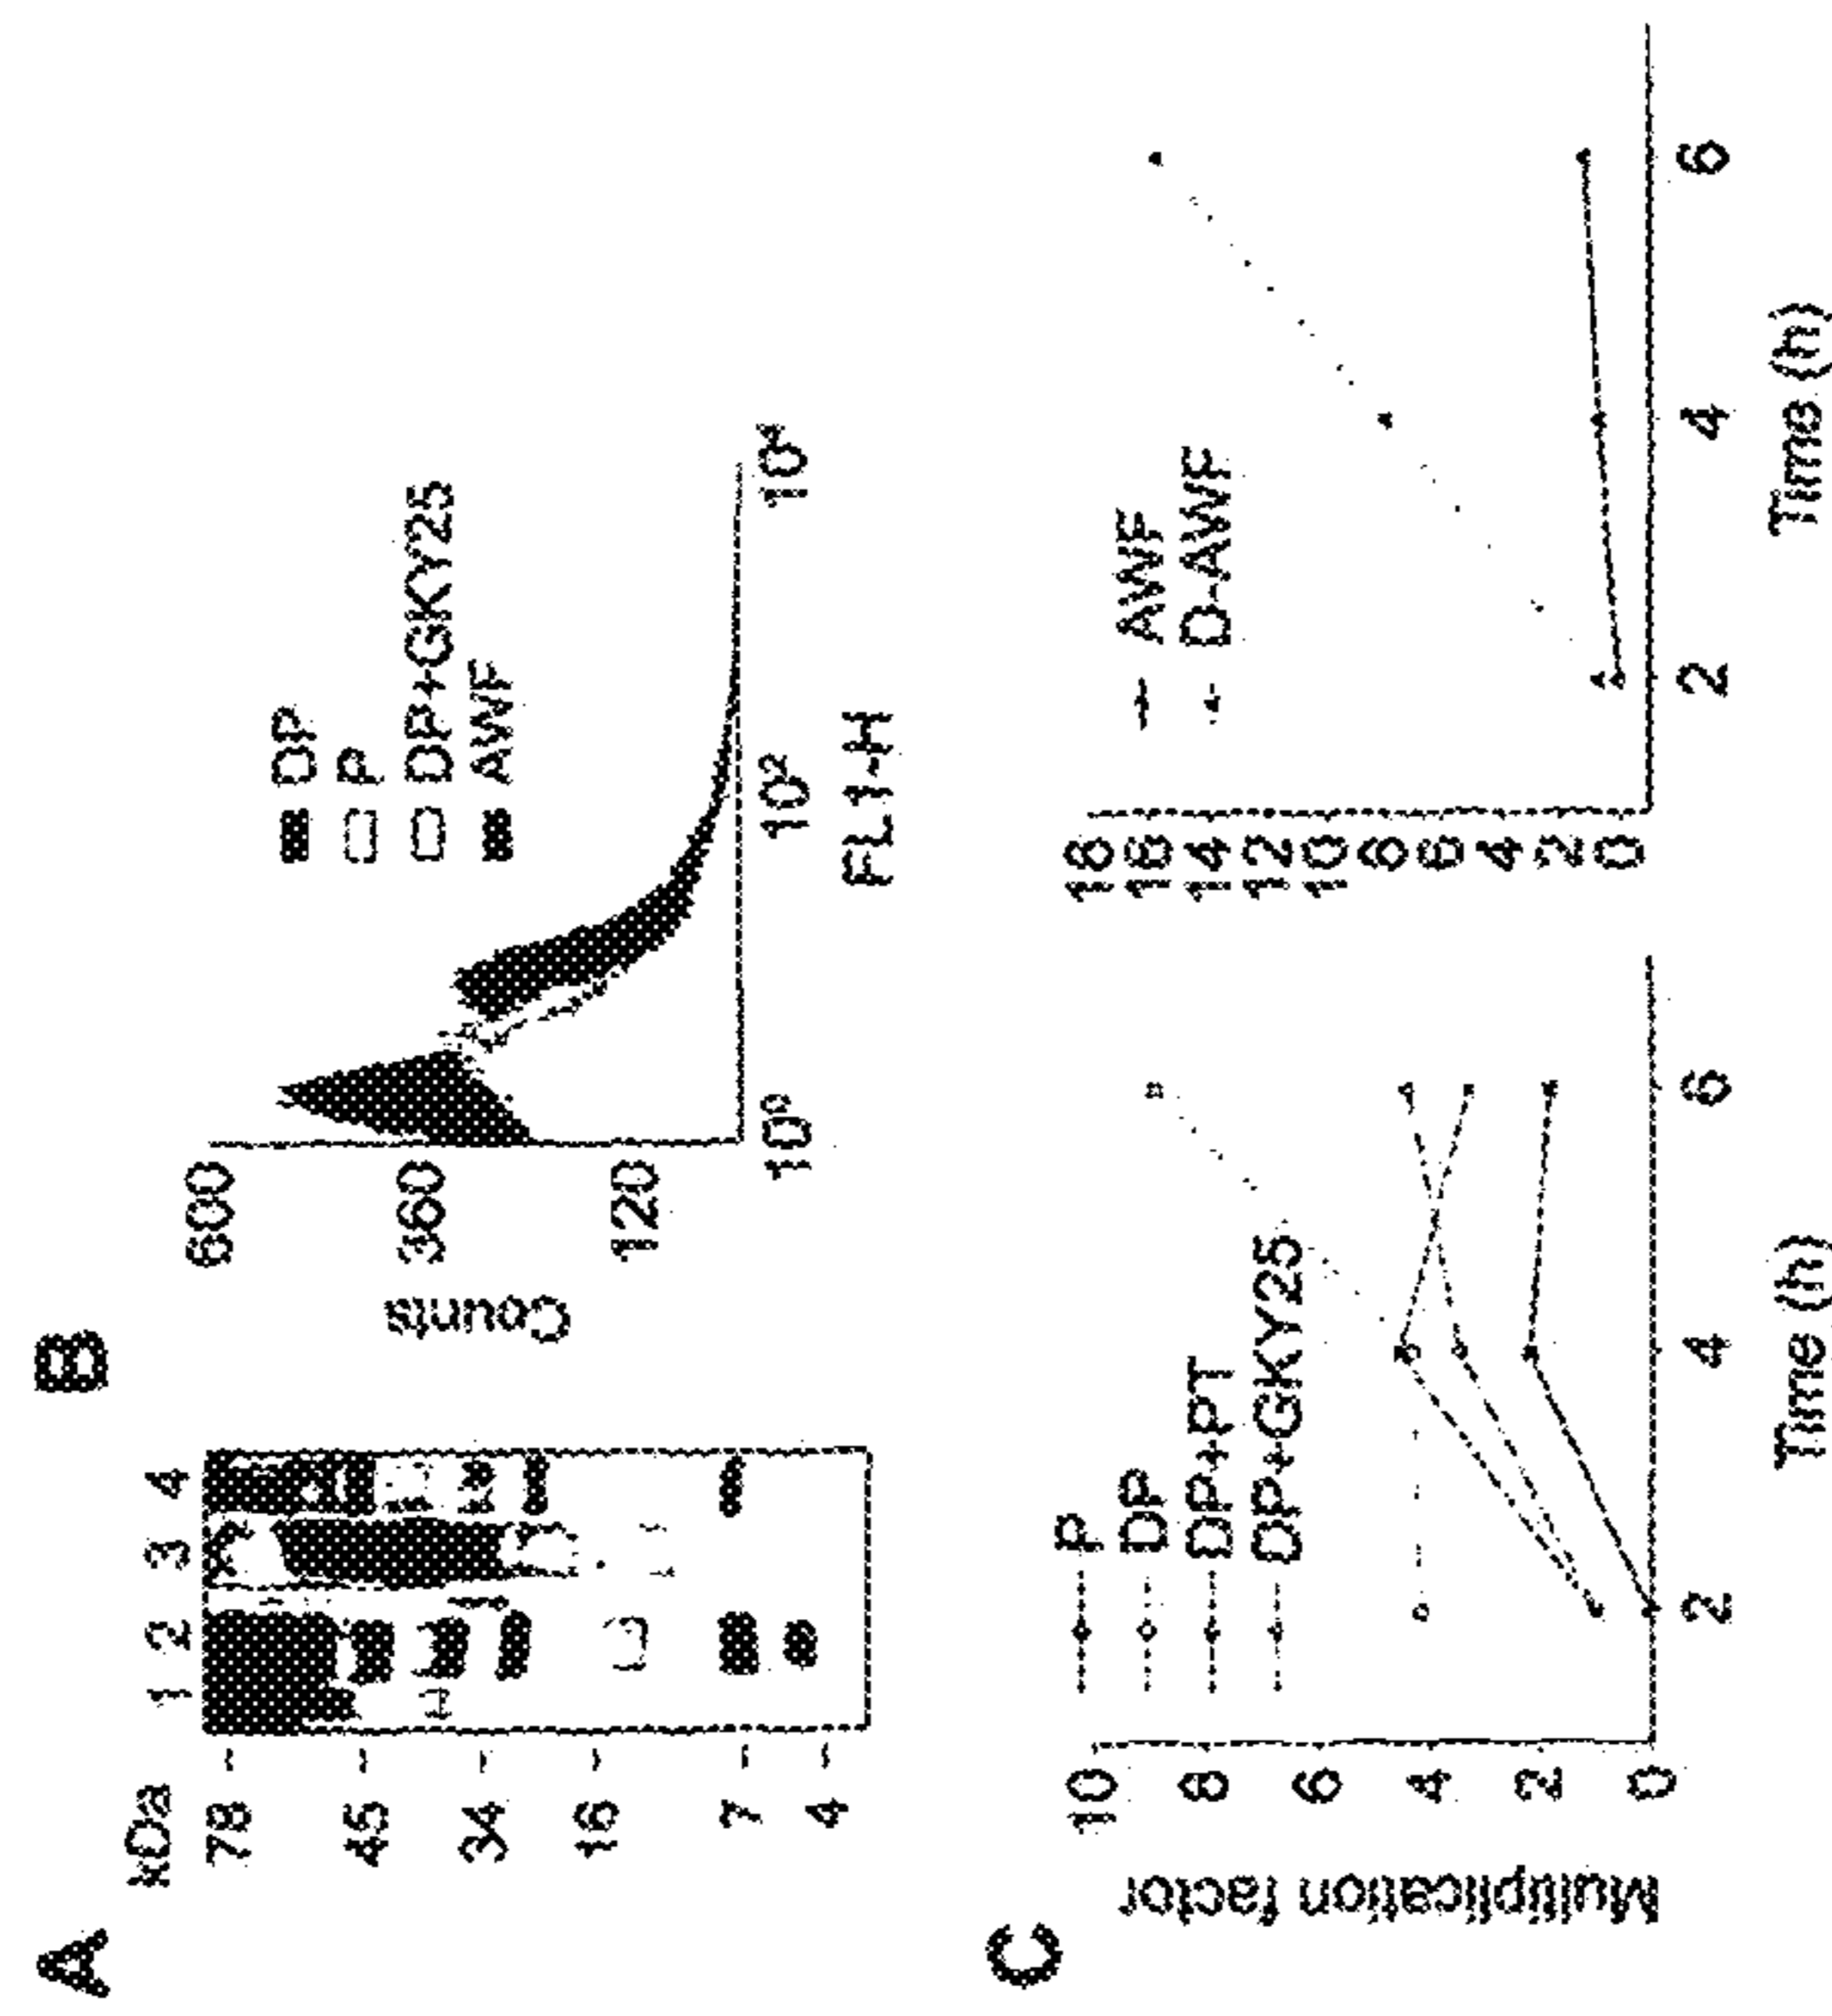 A
kDa
1 2 3 4
78
45
34
16
7
4
B
Counts
600
360
120
10⁰ 10² 10⁴
FL1-H
DP
P
DP+GKY25
AWF
C
Multiplication factor
10
8
6
4
2
0
2 4 6
Time (h)
P
DP
DP+PT
DP+GKY25
18
16
14
12
10
8
6
4
2
0
2 4 6
Time (h)
AWF
D-AWF